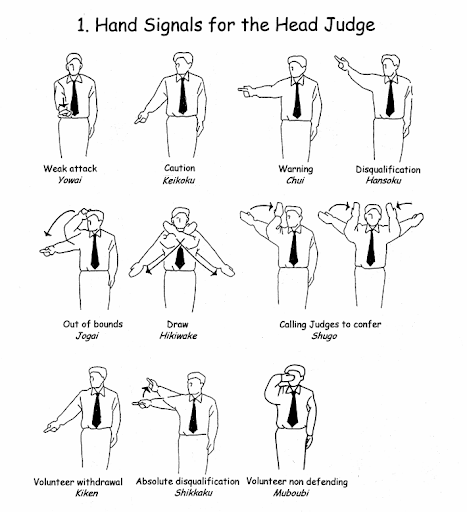 1. Hand Signals for the Head Judge
Weak attack
Yowai
Caution
Keikoku
Warning
Chui
Disqualification
Hansoku
Out of bounds
Jogai
Draw
Hikiwake
Calling Judges to confer
Shugo
Volunteer withdrawal
Kiken
Absolute disqualification
Shikkaku
Volunteer non defending
Muboubi